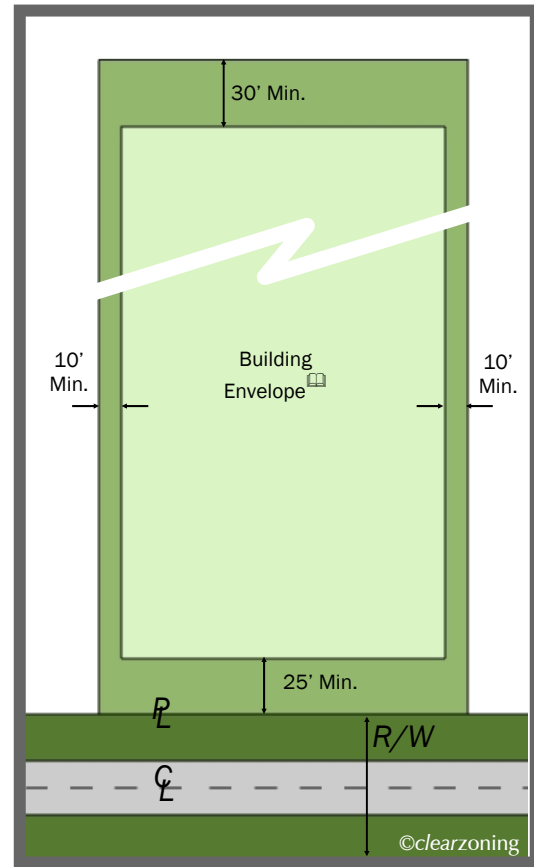 30’ Min.
10’
Min.
Building
Envelope
10’
Min.
25’ Min.
PL
R/W
CL
©clearzoning